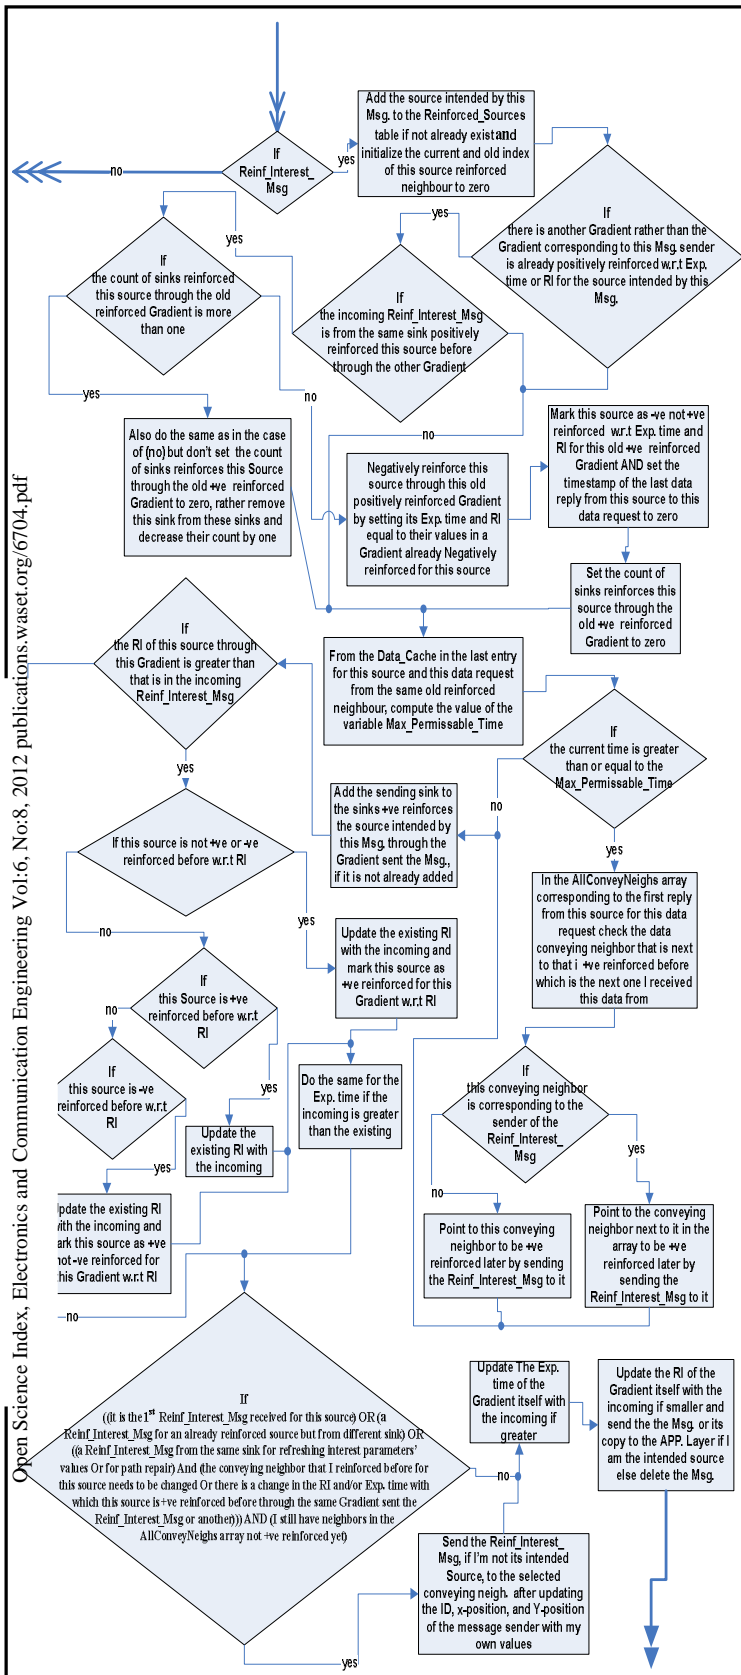 Open Science Index, Electronics and Communication Engineering Vol:6, No:8, 2012 publications.waset.org/6704.pdf
If
Reinf_Interest_
Msg
no
yes
Add the source intended by this
Msg. to the Reinforced_Sources
table if not already exist and
initialize the current and old index
of this source reinforced
neighbour to zero
If
there is another Gradient rather than the
Gradient corresponding to this Msg. sender
is already positively reinforced w.r.t Exp.
time or RI for the source intended by this
Msg.
yes
If
the incoming Reinf_Interest_Msg
is from the same sink positively
reinforced this source before
through the other Gradient
yes
no
If
the count of sinks reinforced
this source through the old
reinforced Gradient is more
than one
yes
no
Also do the same as in the case
of (no) but don't set the count
of sinks reinforces this Source
through the old +ve reinforced
Gradient to zero, rather remove
this sink from these sinks and
decrease their count by one
Negatively reinforce this
source through this old
positively reinforced Gradient
by setting its Exp. time and RI
equal to their values in a
Gradient already Negatively
reinforced for this source
Mark this source as -ve not +ve
reinforced w.r.t Exp. time and
RI for this old +ve reinforced
Gradient AND set the
timestamp of the last data
reply from this source to this
data request to zero
Set the count of
sinks reinforces this
source through the
old +ve reinforced
Gradient to zero
From the Data_Cache in the last entry
for this source and this data request
from the same old reinforced
neighbour, compute the value of the
variable Max_Permissable_Time
If
the current time is greater
than or equal to the
Max_Permissable_Time
no
yes
If
the RI of this source through
this Gradient is greater than
that is in the incoming
Reinf_Interest_Msg
yes
Add the sending sink to
the sinks +ve reinforces
the source intended by
this Msg. through the
Gradient sent the Msg.,
if it is not already added
In the AllConveyNeighs array
corresponding to the first reply
from this source for this data
request check the data
conveying neighbor that is next
to that i +ve reinforced before
which is the next one I received
this data from
If this source is not +ve or -ve
reinforced before w.r.t RI
no
yes
Update the existing RI
with the incoming and
mark this source as
+ve reinforced for this
Gradient w.r.t RI
If
this Source is +ve
reinforced before w.r.t
RI
no
yes
If
this source is -ve
reinforced before w.r.t
RI
yes
Update the
existing RI with
the incoming
Do the same for the
Exp. time if the
incoming is greater
than the existing
If
this conveying neighbor
is corresponding to the
sender of the
Reinf_Interest_
Msg
no
yes
Update the existing RI
with the incoming and
mark this source as +ve
not -ve reinforced for
this Gradient w.r.t RI
Point to this conveying
neighbor to be +ve
reinforced later by sending
the Reinf_Interest_Msg to it
Point to the conveying
neighbor next to it in the
array to be +ve
reinforced later by
sending the
Reinf_Interest_Msg to it
no
If
((it is the 1st Reinf_Interest_Msg received for this source) OR (a
Reinf_Interest_Msg for an already reinforced source but from different sink) OR
((a Reinf_Interest_Msg from the same sink for refreshing interest parameters'
values Or for path repair) And (the conveying neighbor that I reinforced before for
this source needs to be changed Or there is a change in the RI and/or Exp. time with
which this source is +ve reinforced before through the same Gradient sent the
Reinf_Interest_Msg or another))) AND (I still have neighbors in the
AllConveyNeighs array not +ve reinforced yet)
no
yes
Update The Exp.
time of the
Gradient itself with
the incoming if
greater
Update the RI of the
Gradient itself with the
incoming if smaller and
send the the Msg. or its
copy to the APP. Layer if I
am the intended source
else delete the Msg.
Send the Reinf_Interest_
Msg, if I'm not its intended
Source, to the selected
conveying neigh. after updating
the ID, x-position, and Y-position
of the message sender with my
own values